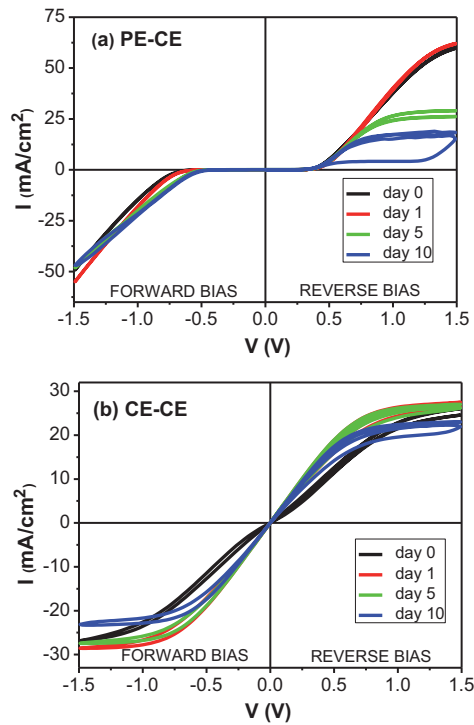 (a) PE-CE
I (mA/cm²)
75
50
25
0
-25
-50
day 0
day 1
day 5
day 10
FORWARD BIAS REVERSE BIAS
-1.5 -1.0 -0.5 0.0 0.5 1.0 1.5
V (V)
(b) CE-CE
I (mA/cm²)
30
20
10
0
-10
-20
-30
day 0
day 1
day 5
day 10
FORWARD BIAS REVERSE BIAS
-1.5 -1.0 -0.5 0.0 0.5 1.0 1.5
V (V)